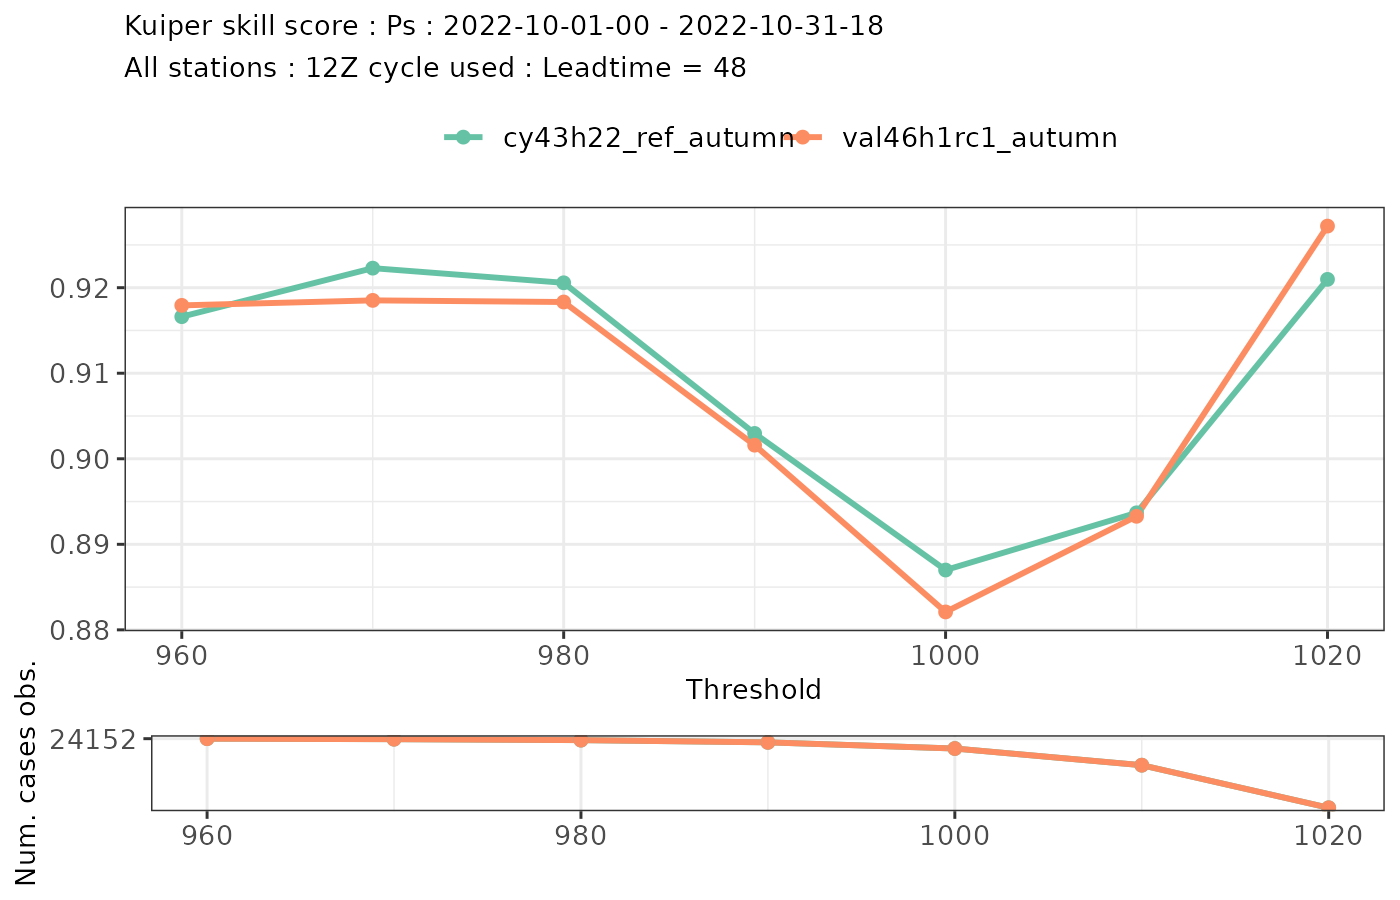 Kuiper skill score : Ps : 2022-10-01-00 - 2022-10-31-18
All stations : 12Z cycle used : Leadtime = 48
cy43h22_ref_autumn val46h1rc1_autumn
0.92
0.91
0.90
0.89
0.88
960 980 1000 1020
Threshold
Num. cases obs.
24152
960 980 1000 1020